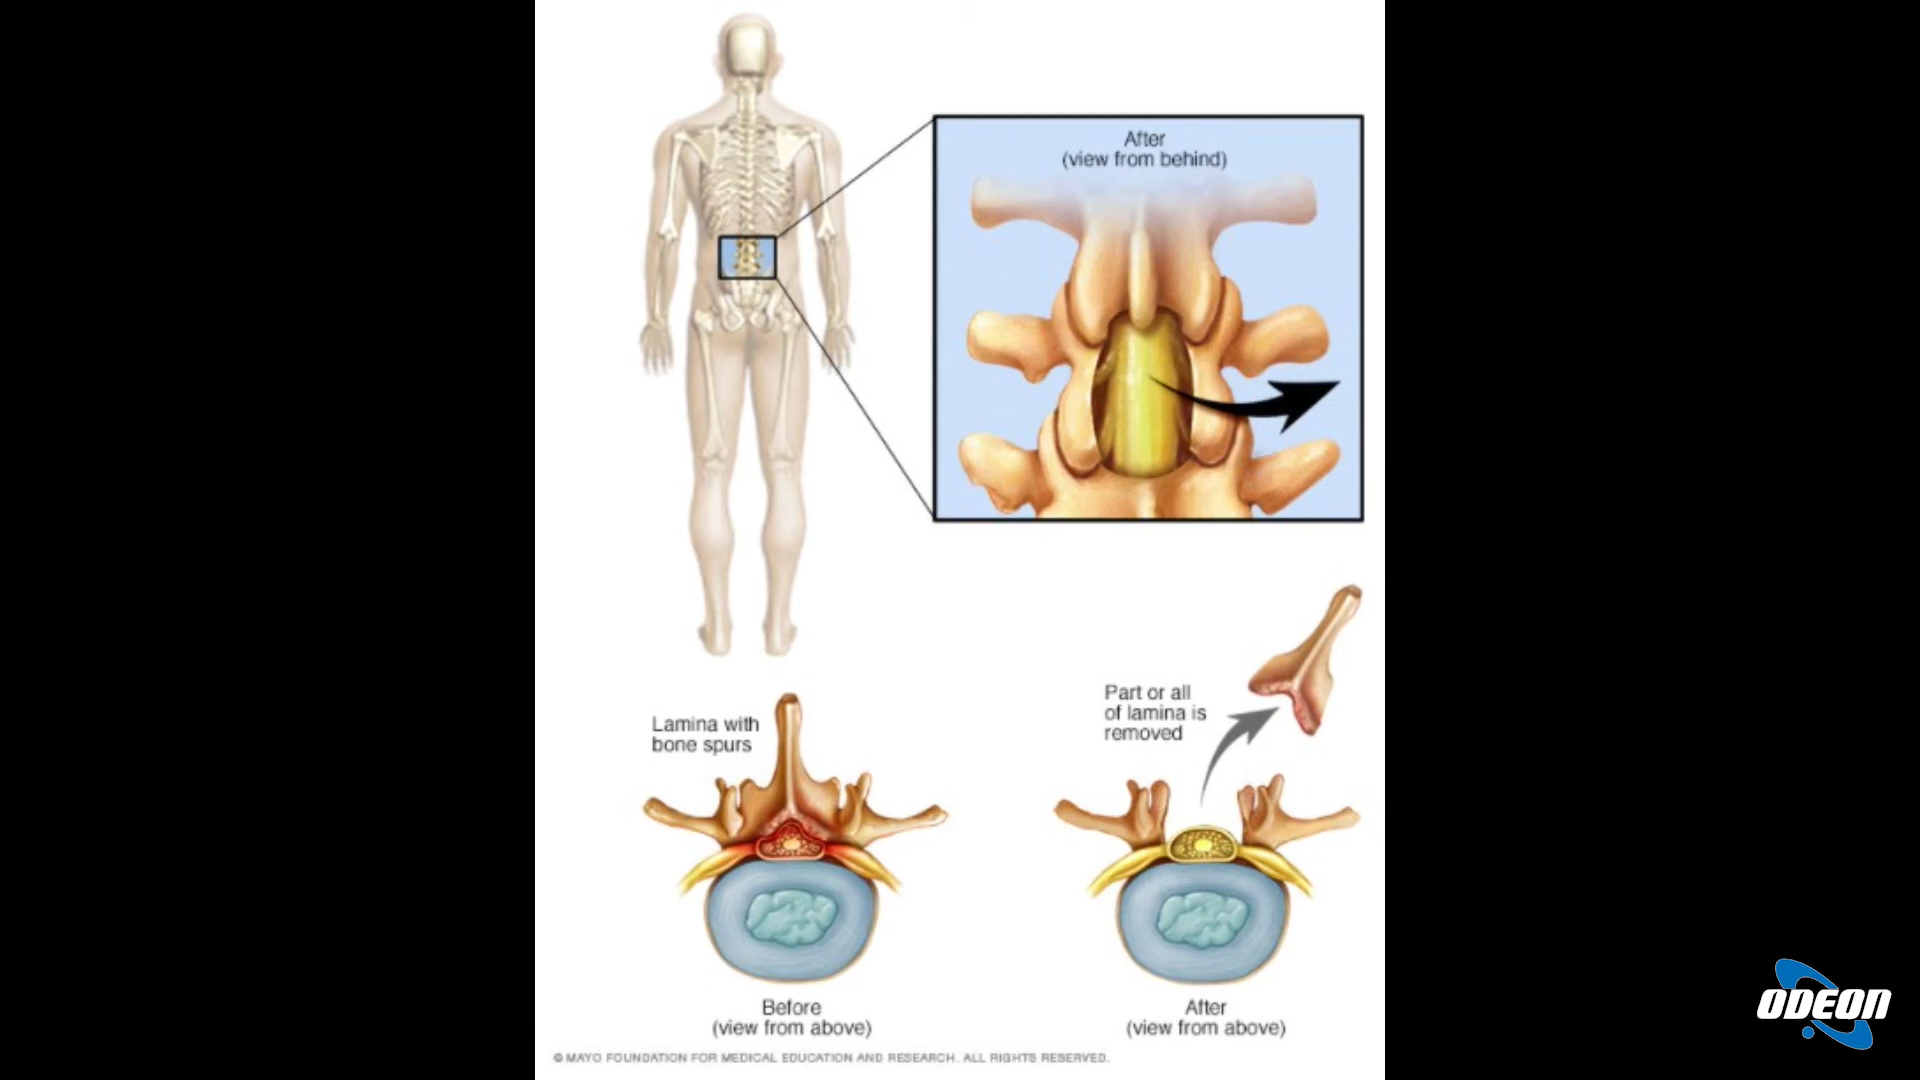 After
(view from behind)
Part or all
of lamina is
removed
Lamina with
bone spurs
Before
(view from above)
After
(view from above)
© MAYO FOUNDATION FOR MEDICAL EDUCATION AND RESEARCH. ALL RIGHTS RESERVED.
ODEON